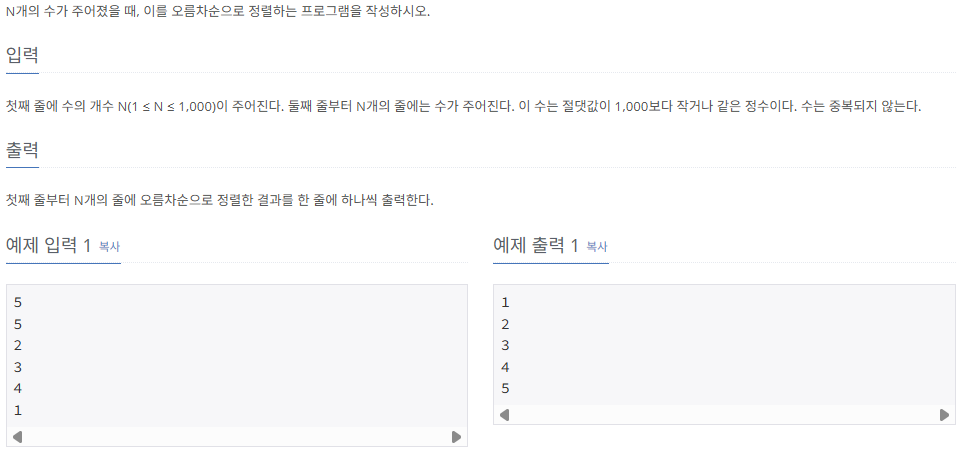 N개의 수가 주어졌을 때, 이를 오름차순으로 정렬하는 프로그램을 작성하시오.
입력
첫째 줄에 수의 개수 N(1 ≤ N ≤ 1,000)이 주어진다. 둘째 줄부터 N개의 줄에는 수가 주어진다. 이 수는 절댓값이 1,000보다 작거나 같은 정수이다. 수는 중복되지 않는다.
출력
첫째 줄부터 N개의 줄에 오름차순으로 정렬한 결과를 한 줄에 하나씩 출력한다.
예제 입력 1 복사
5
5
2
3
4
1
예제 출력 1 복사
1
2
3
4
5